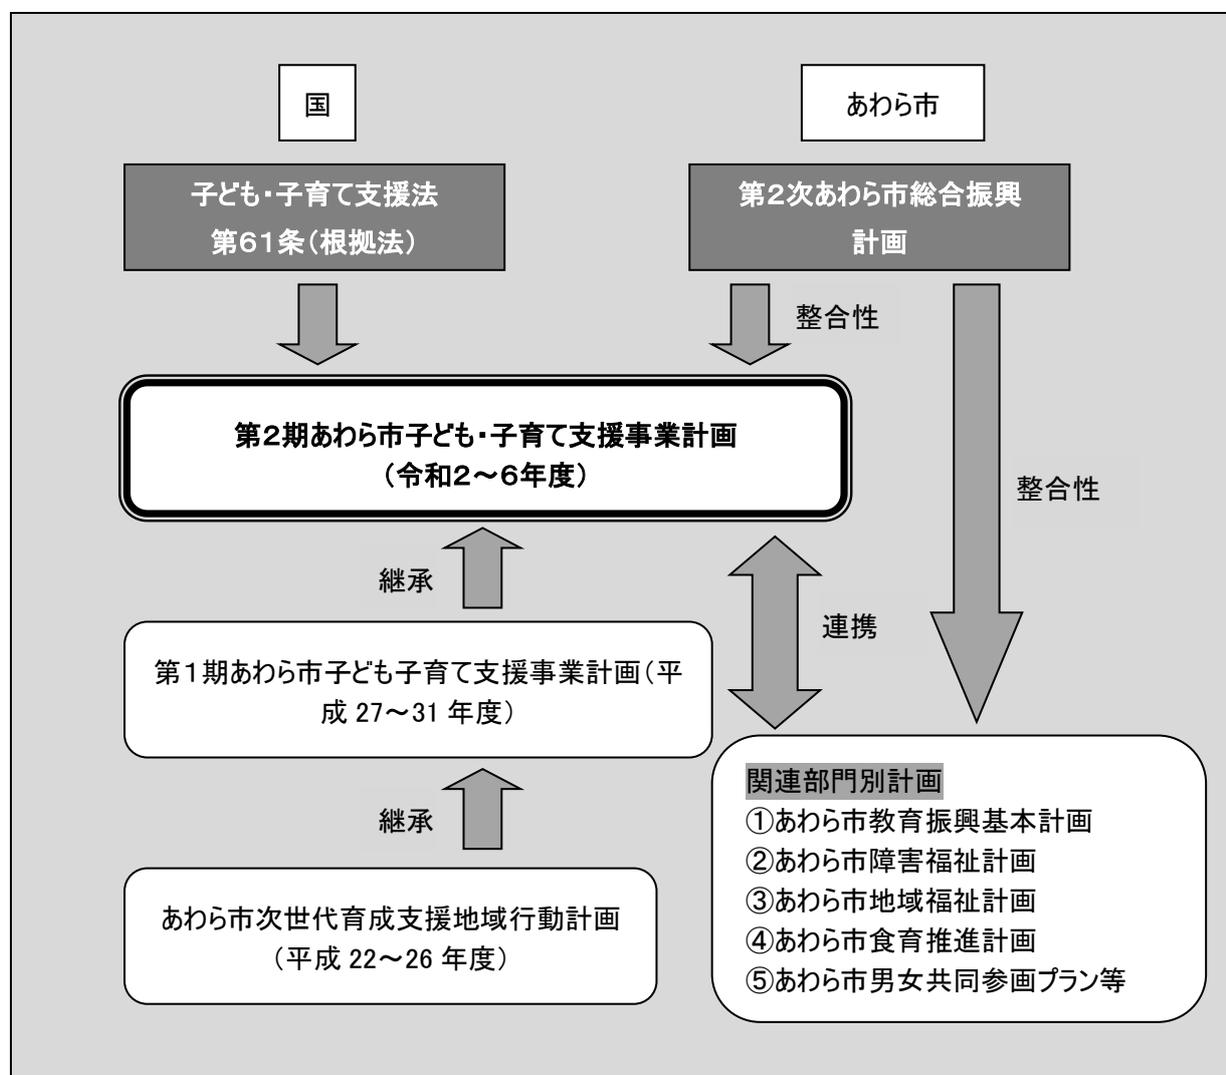 国
あわら市
子ども・子育て支援法
第61条（根拠法）
第２次あわら市総合振興
計画
整合性
第２期あわら市子ども・子育て支援事業計画
（令和２～６年度）
整合性
継承
連携
第１期あわら市子ども子育て支援事業計画（平
成 27～31 年度）
継承
あわら市次世代育成支援地域行動計画
（平成 22～26 年度）
関連部門別計画
①あわら市教育振興基本計画
②あわら市障害福祉計画
③あわら市地域福祉計画
④あわら市食育推進計画
⑤あわら市男女共同参画プラン等